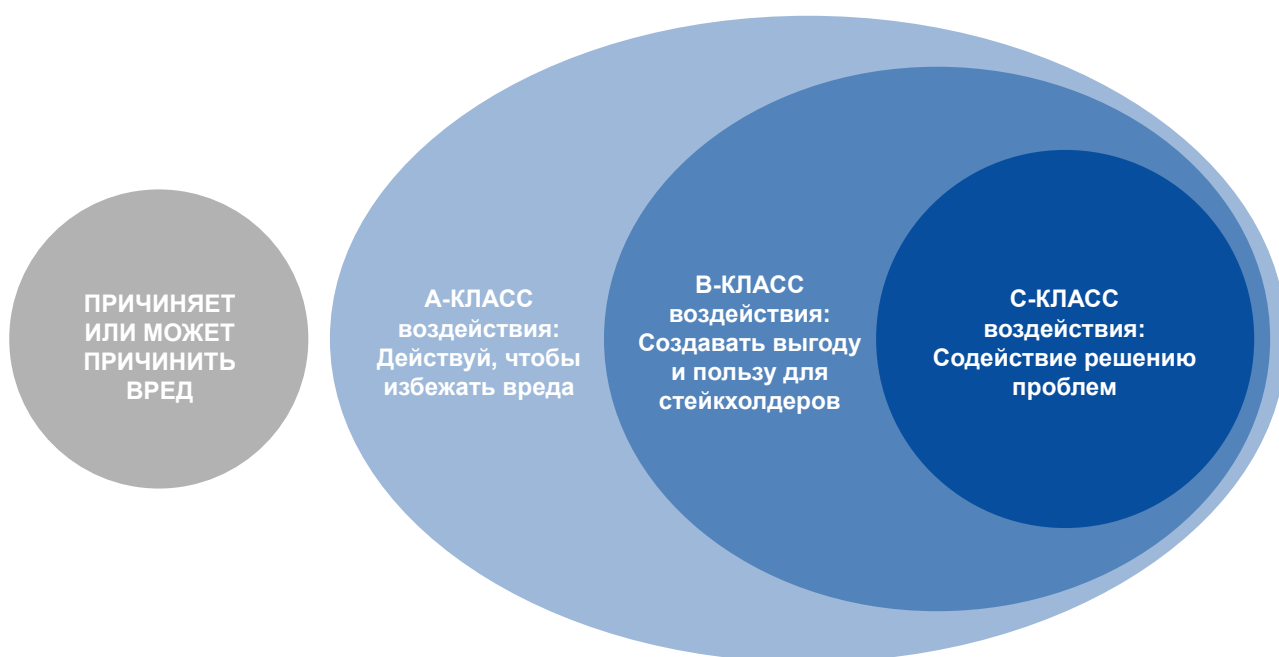 ПРИЧИНЯЕТ
ИЛИ МОЖЕТ
ПРИЧИНИТЬ
ВРЕД
А-КЛАСС
воздействия:
Действуй, чтобы
избежать вреда
В-КЛАСС
воздействия:
Создавать выгоду
и пользу для
стейкхолдеров
С-КЛАСС
воздействия:
Содействие решению
проблем